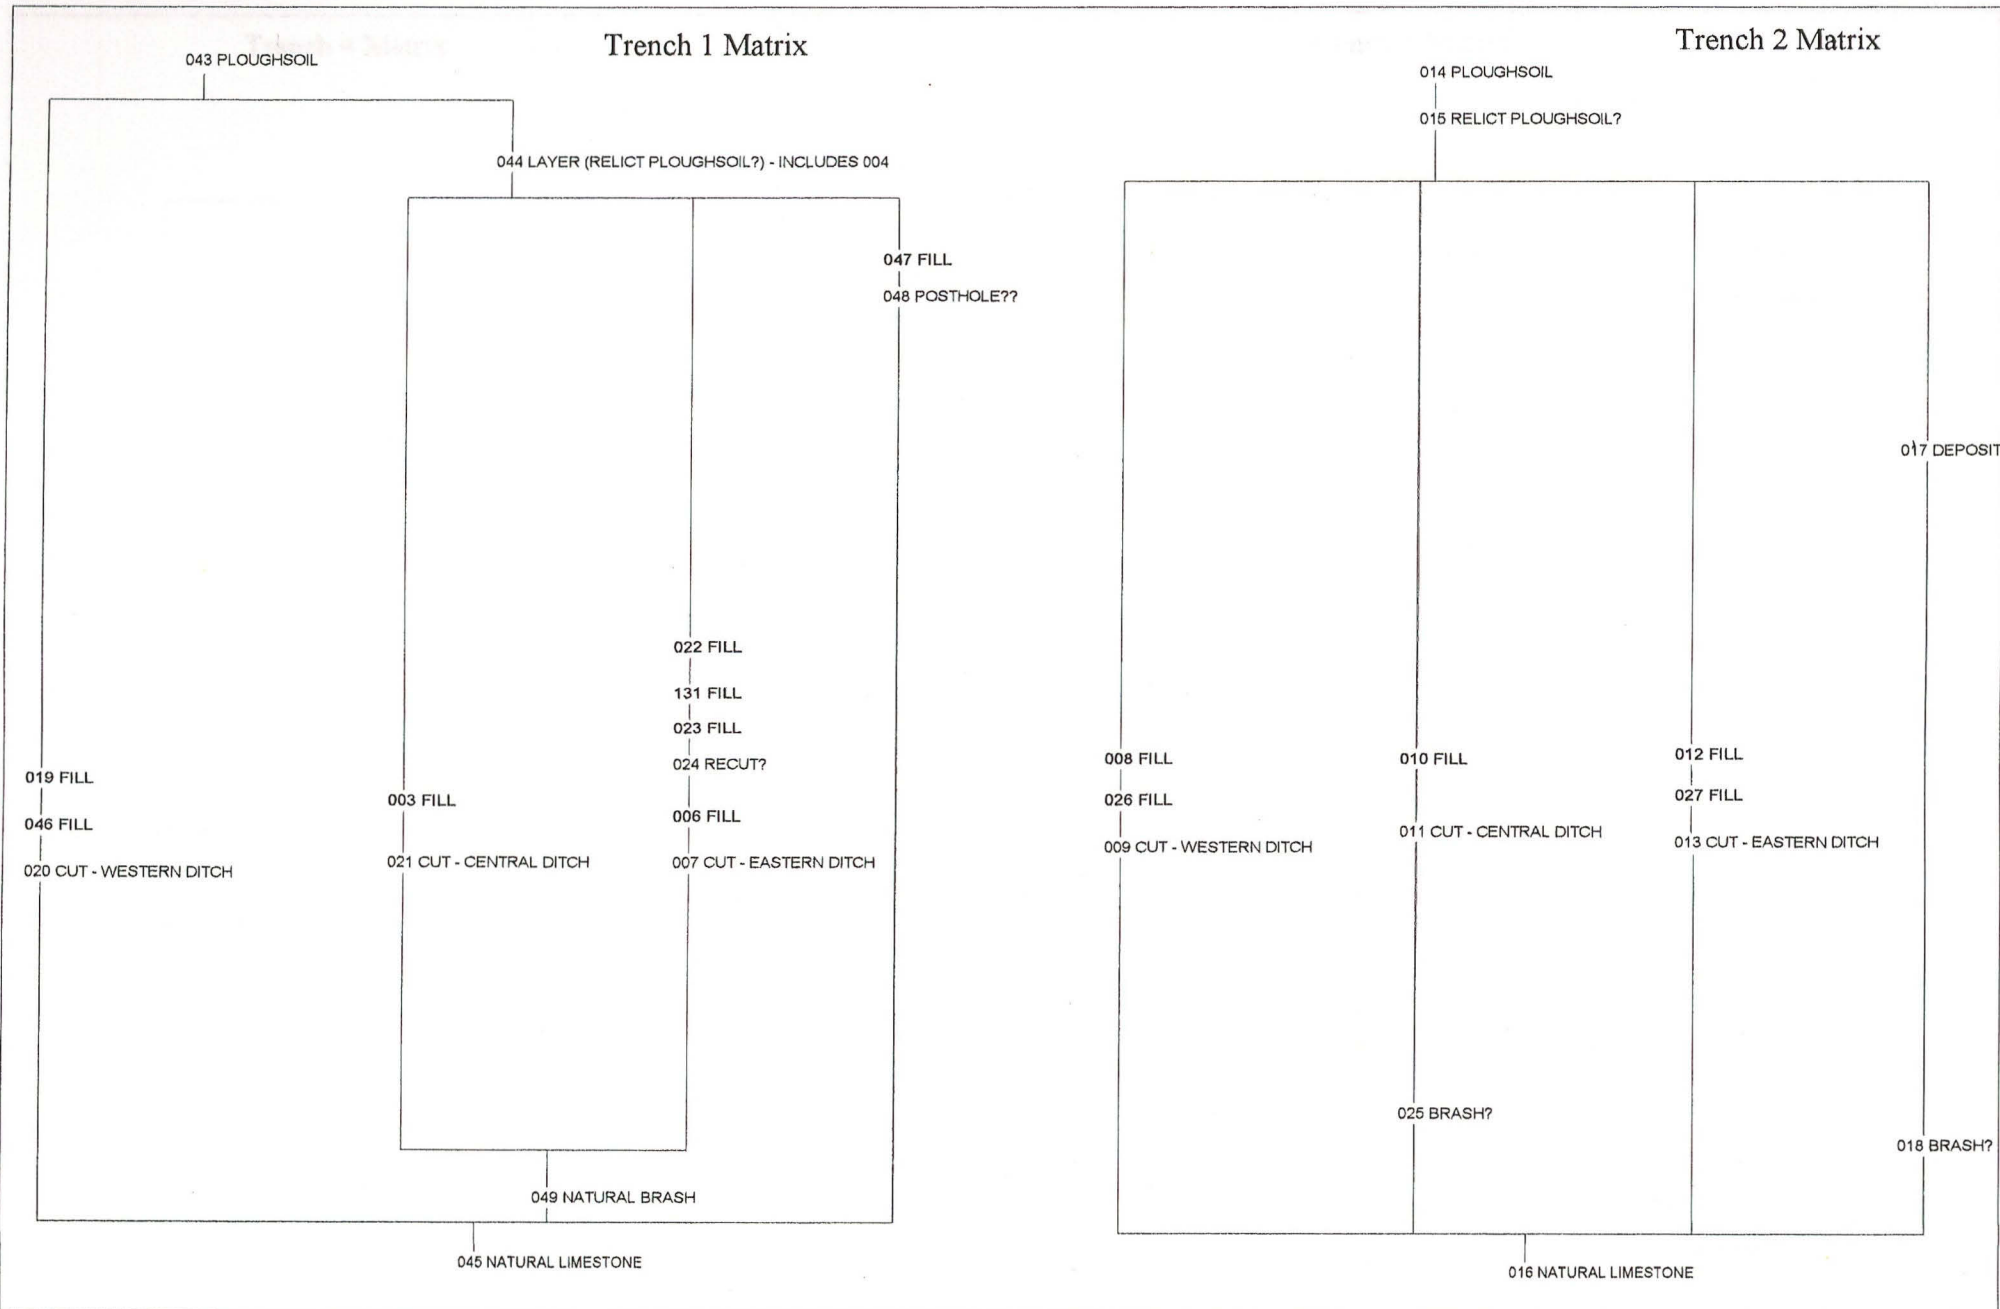 Trench 1 Matrix
043 PLOUGHSOIL
044 LAYER (RELICT PLOUGHSOIL?) - INCLUDES 004
047 FILL
048 POSTHOLE??
022 FILL
131 FILL
023 FILL
024 RECUT?
006 FILL
007 CUT - EASTERN DITCH
019 FILL
046 FILL
020 CUT - WESTERN DITCH
003 FILL
021 CUT - CENTRAL DITCH
049 NATURAL BRASH
045 NATURAL LIMESTONE
Trench 2 Matrix
014 PLOUGHSOIL
015 RELICT PLOUGHSOIL?
017 DEPOSIT
008 FILL
026 FILL
009 CUT - WESTERN DITCH
010 FILL
011 CUT - CENTRAL DITCH
012 FILL
027 FILL
013 CUT - EASTERN DITCH
025 BRASH?
018 BRASH?
016 NATURAL LIMESTONE